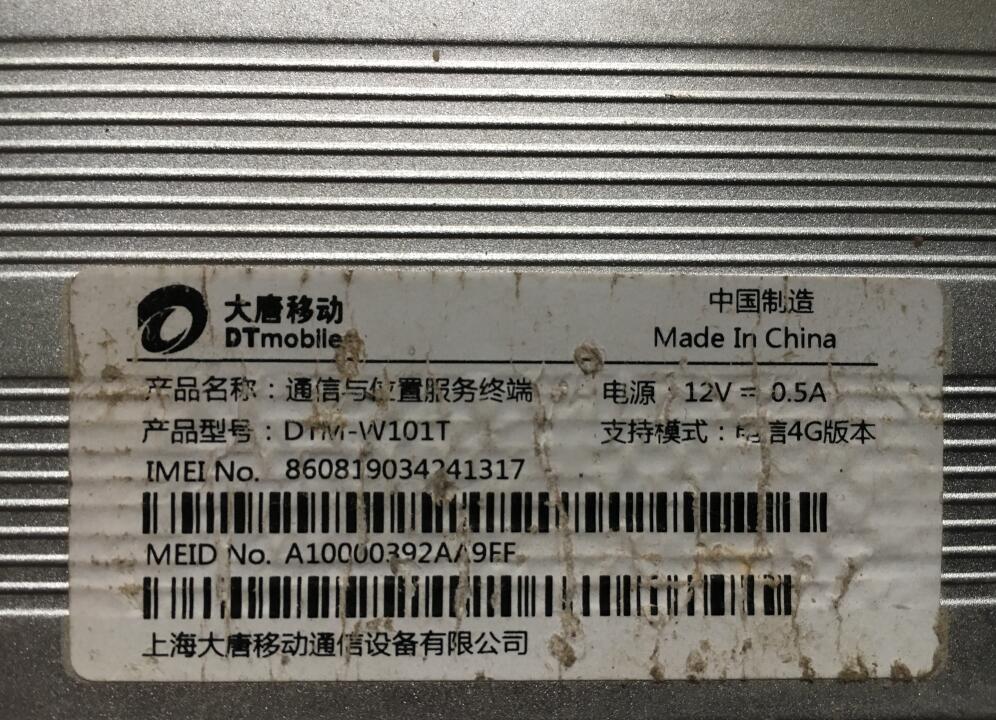 大唐移动
DTmobile
中国制造
Made In China
产品名称：通信与位置服务终端
电源：12V ⎓ 0.5A
产品型号：DTM-W101T
支持模式：电信4G版本
IMEI No. 860819034241317
MEID No.
上海大唐移动通信设备有限公司